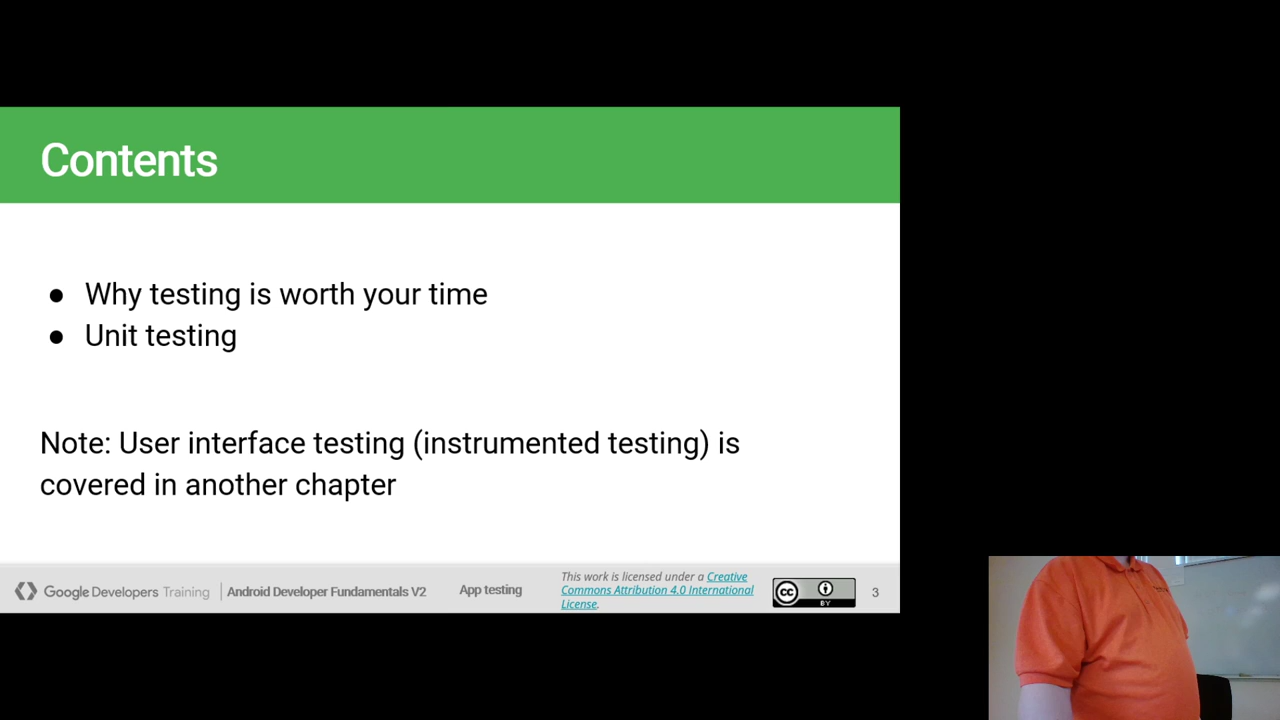 Contents
● Why testing is worth your time
● Unit testing
Note: User interface testing (instrumented testing) is
covered in another chapter
Google Developers Training
Android Developer Fundamentals V2
App testing
This work is licensed under a Creative
Commons Attribution 4.0 International
License.
cc BY
3